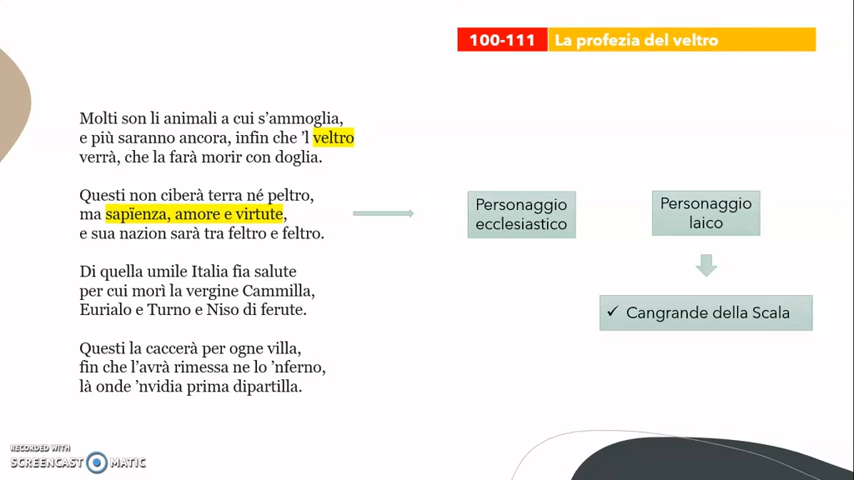 100-111 La profezia del veltro
Molti son li animali a cui s’ammoglia,
e più saranno ancora, infin che ’l veltro
verrà, che la farà morir con doglia.
Questi non ciberà terra né peltro,
ma sapïenza, amore e virtute,
e sua nazion sarà tra feltro e feltro.
Di quella umile Italia fia salute
per cui morì la vergine Cammilla,
Eurialo e Turno e Niso di ferute.
Questi la caccerà per ogne villa,
fin che l’avrà rimessa ne lo ’nferno,
là onde ’nvidia prima dipartilla.
Personaggio
ecclesiastico
Personaggio
laico
✓ Cangrande della Scala
RECORDED WITH
SCREENCAST MATIC